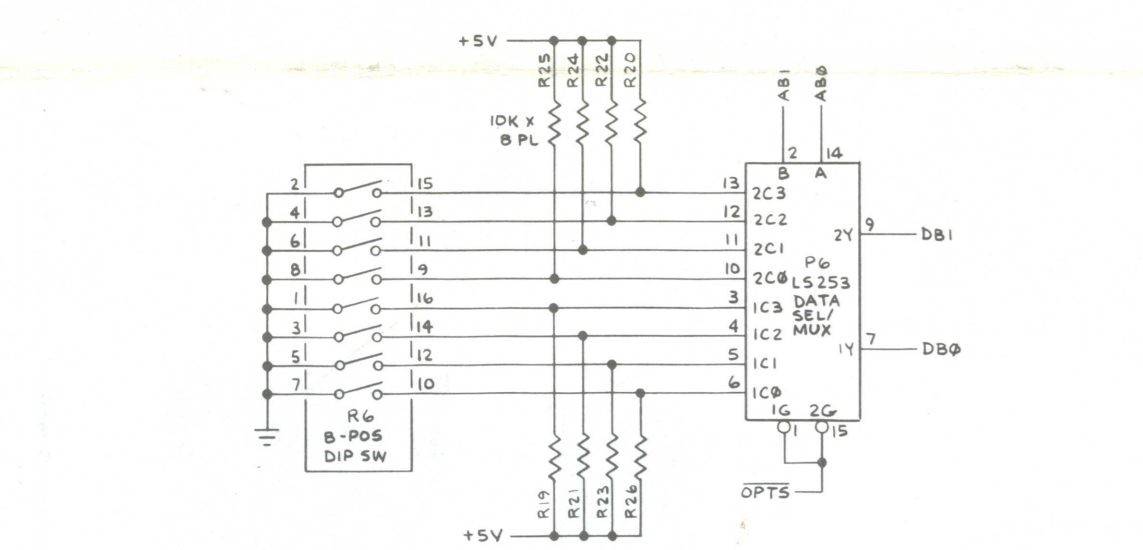 +5V
R25
R24
R22
R20
10K X
8 PL
AB1
ABØ
2
14
B
A
2
15
13
2C3
4
13
12
2C2
6
11
11
2C1
8
9
10
2CØ
1
16
3
1C3
3
14
4
1C2
5
12
5
1C1
7
10
6
1CØ
2Y
9
DB1
P6
LS253
DATA
SEL/
MUX
1Y
7
DBØ
1G
2G
1
15
R6
8-POS
DIP SW
OPTS
R19
R21
R23
R26
+5V